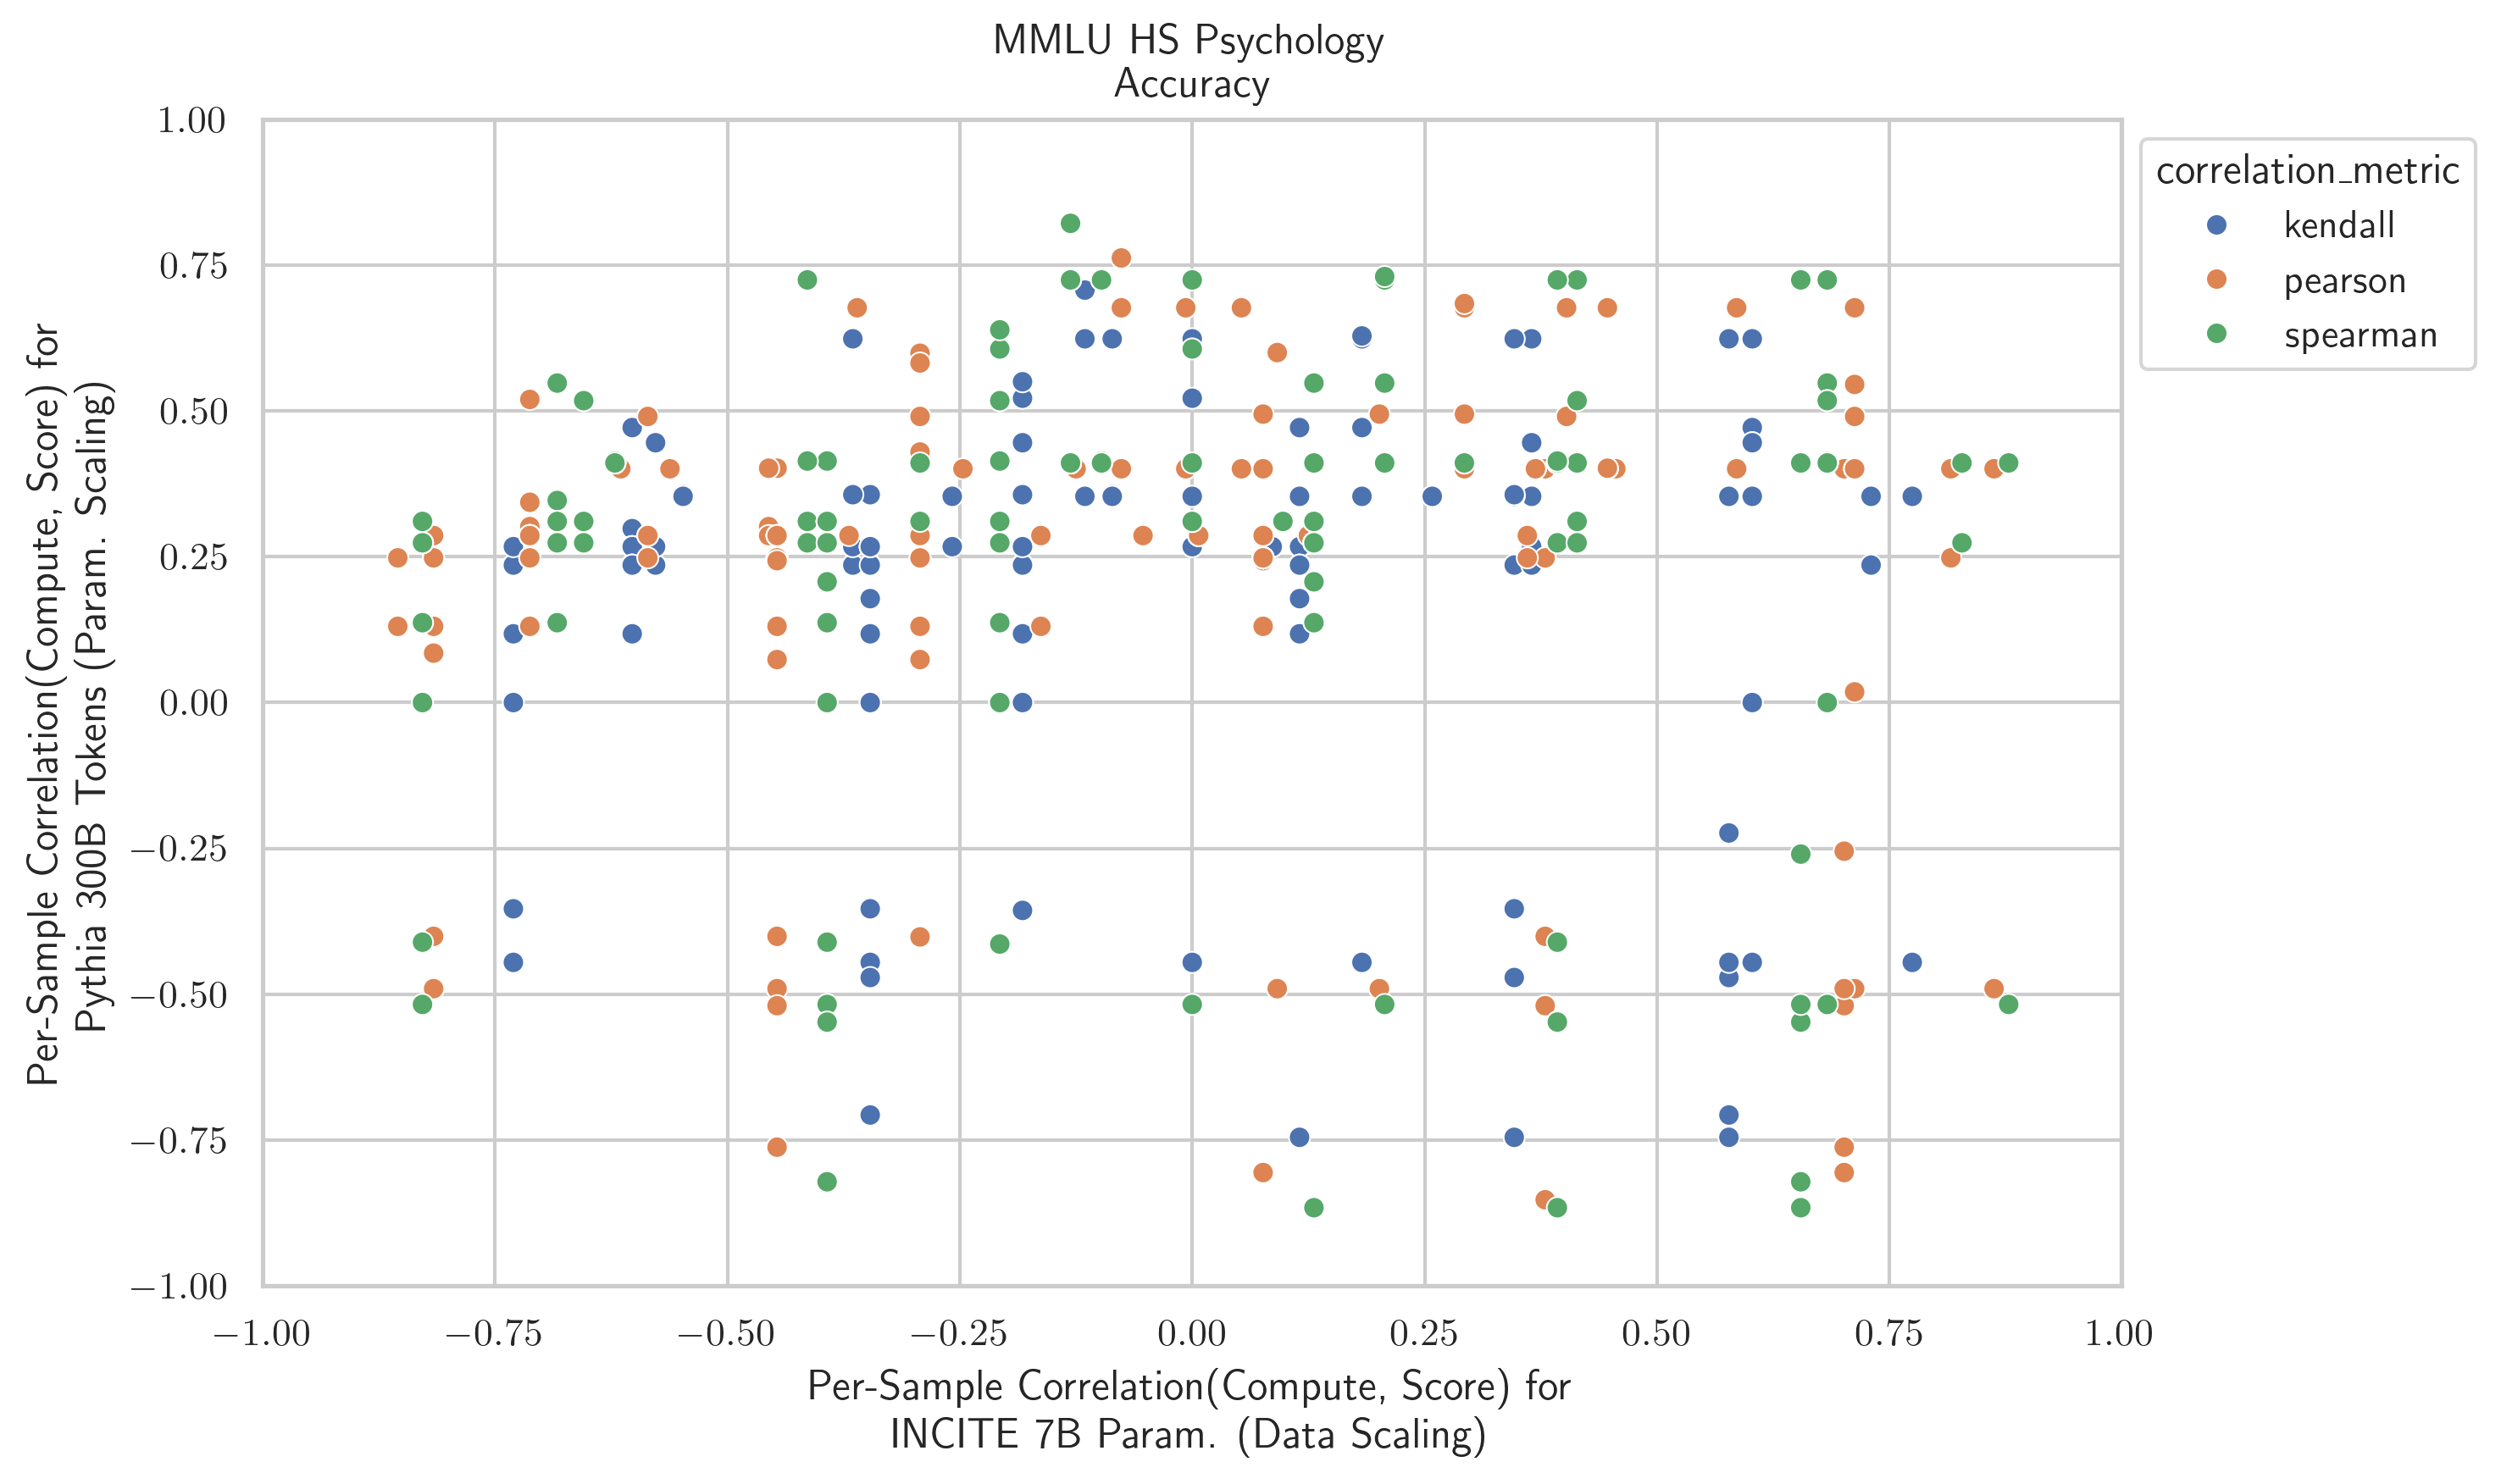 MMLU HS Psychology
Accuracy
Per-Sample Correlation(Compute, Score) for
Pythia 300B Tokens (Param. Scaling)
1.00
0.75
0.50
0.25
0.00
−0.25
−0.50
−0.75
−1.00
−1.00 −0.75 −0.50 −0.25 0.00 0.25 0.50 0.75 1.00
Per-Sample Correlation(Compute, Score) for
INCITE 7B Param. (Data Scaling)
correlation_metric
kendall
pearson
spearman